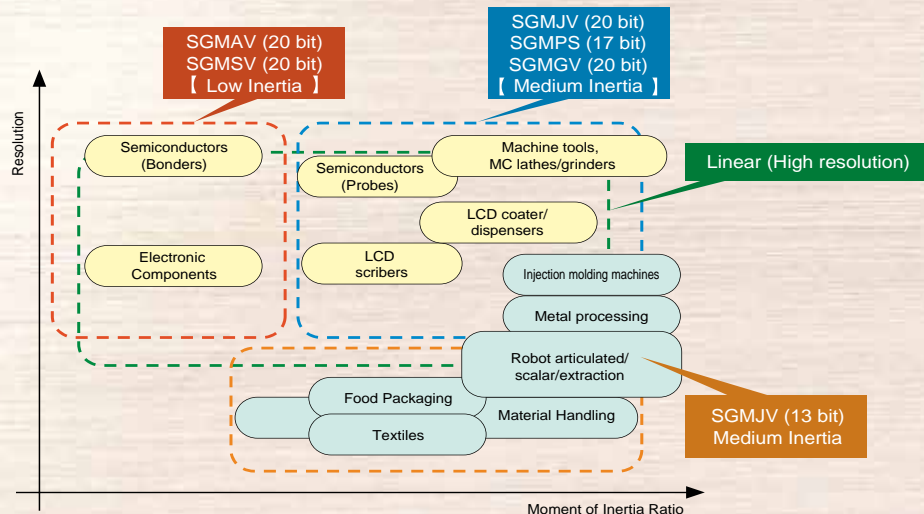 SGMAV (20 bit)
SGMSV (20 bit)
【 Low Inertia 】
SGMJV (20 bit)
SGMPS (17 bit)
SGMGV (20 bit)
【 Medium Inertia 】
Resolution
Semiconductors
(Bonders)
Semiconductors
(Probes)
Machine tools,
MC lathes/grinders
Linear (High resolution)
LCD coater/
dispensers
Electronic
Components
LCD
scribers
Injection molding machines
Metal processing
Robot articulated/
scalar/extraction
Food Packaging
Material Handling
Textiles
SGMJV (13 bit)
Medium Inertia
Moment of Inertia Ratio